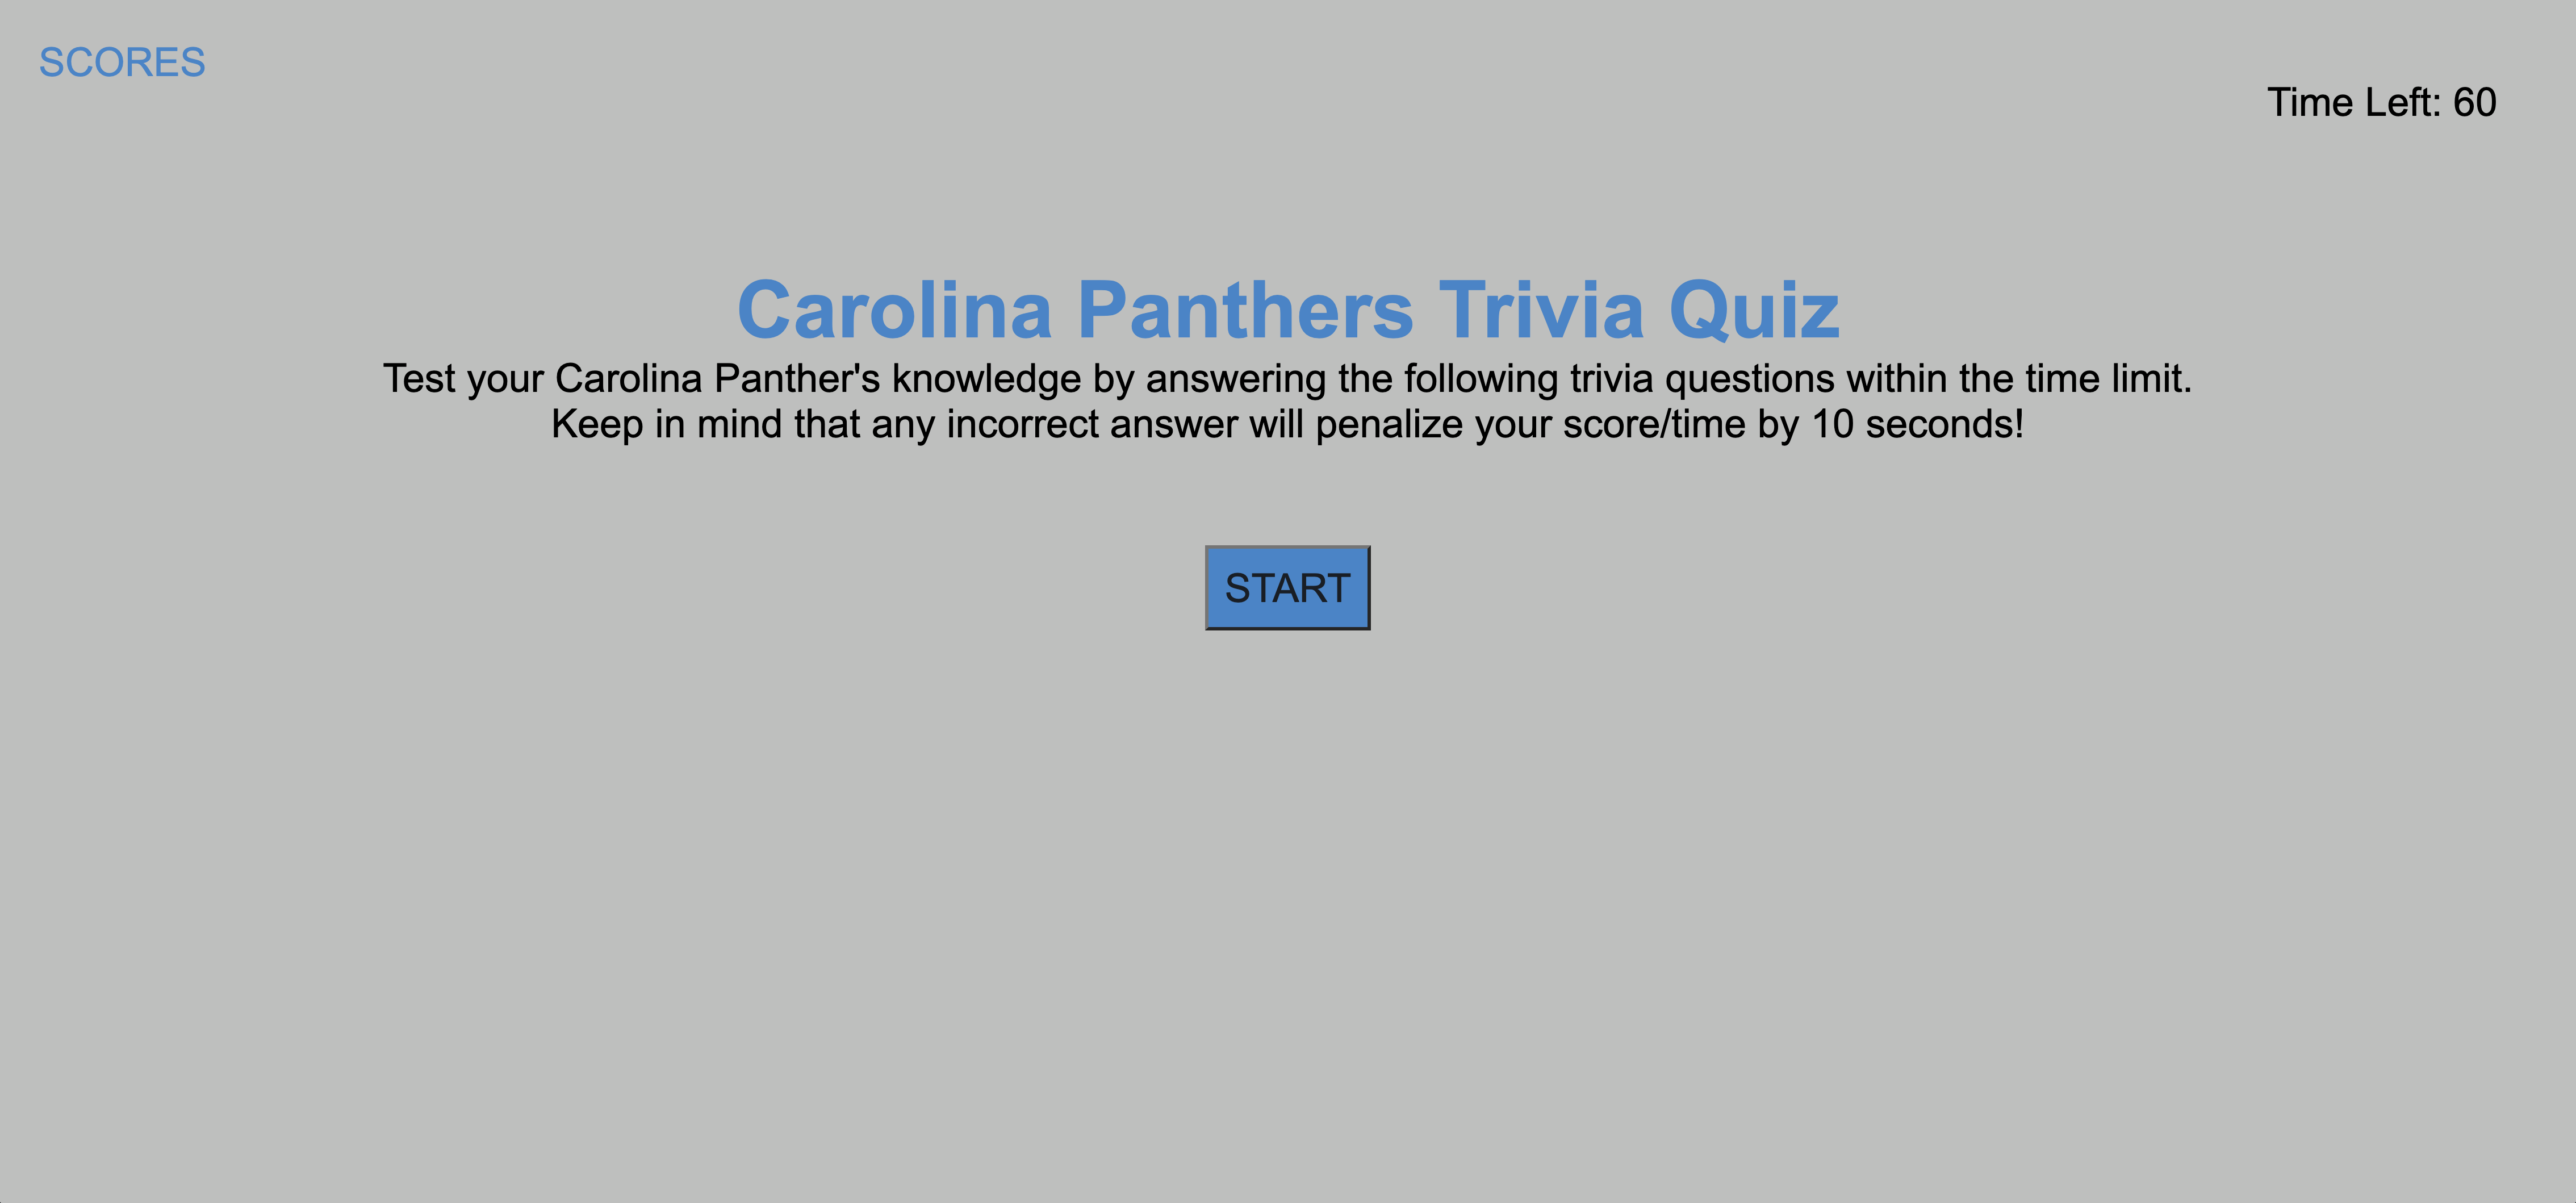 SCORES
Time Left: 60
Carolina Panthers Trivia Quiz
Test your Carolina Panther's knowledge by answering the following trivia questions within the time limit.
Keep in mind that any incorrect answer will penalize your score/time by 10 seconds!
START